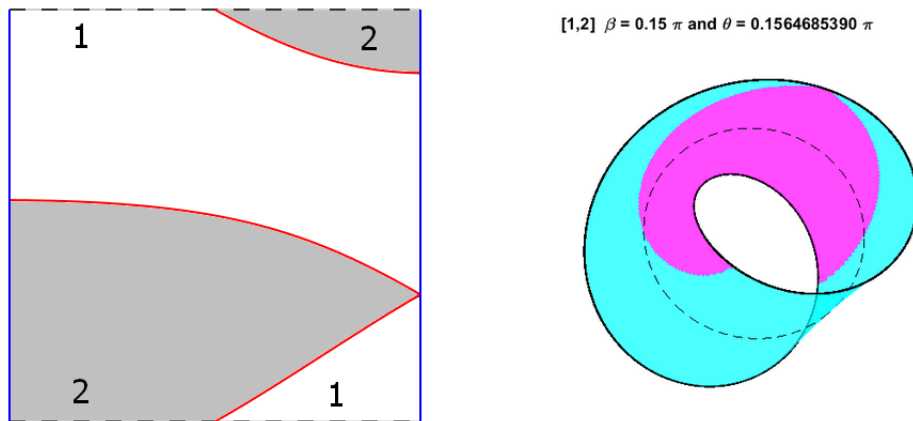 [1,2] β = 0.15 π and θ = 0.1564685390 π
1
2
2
1